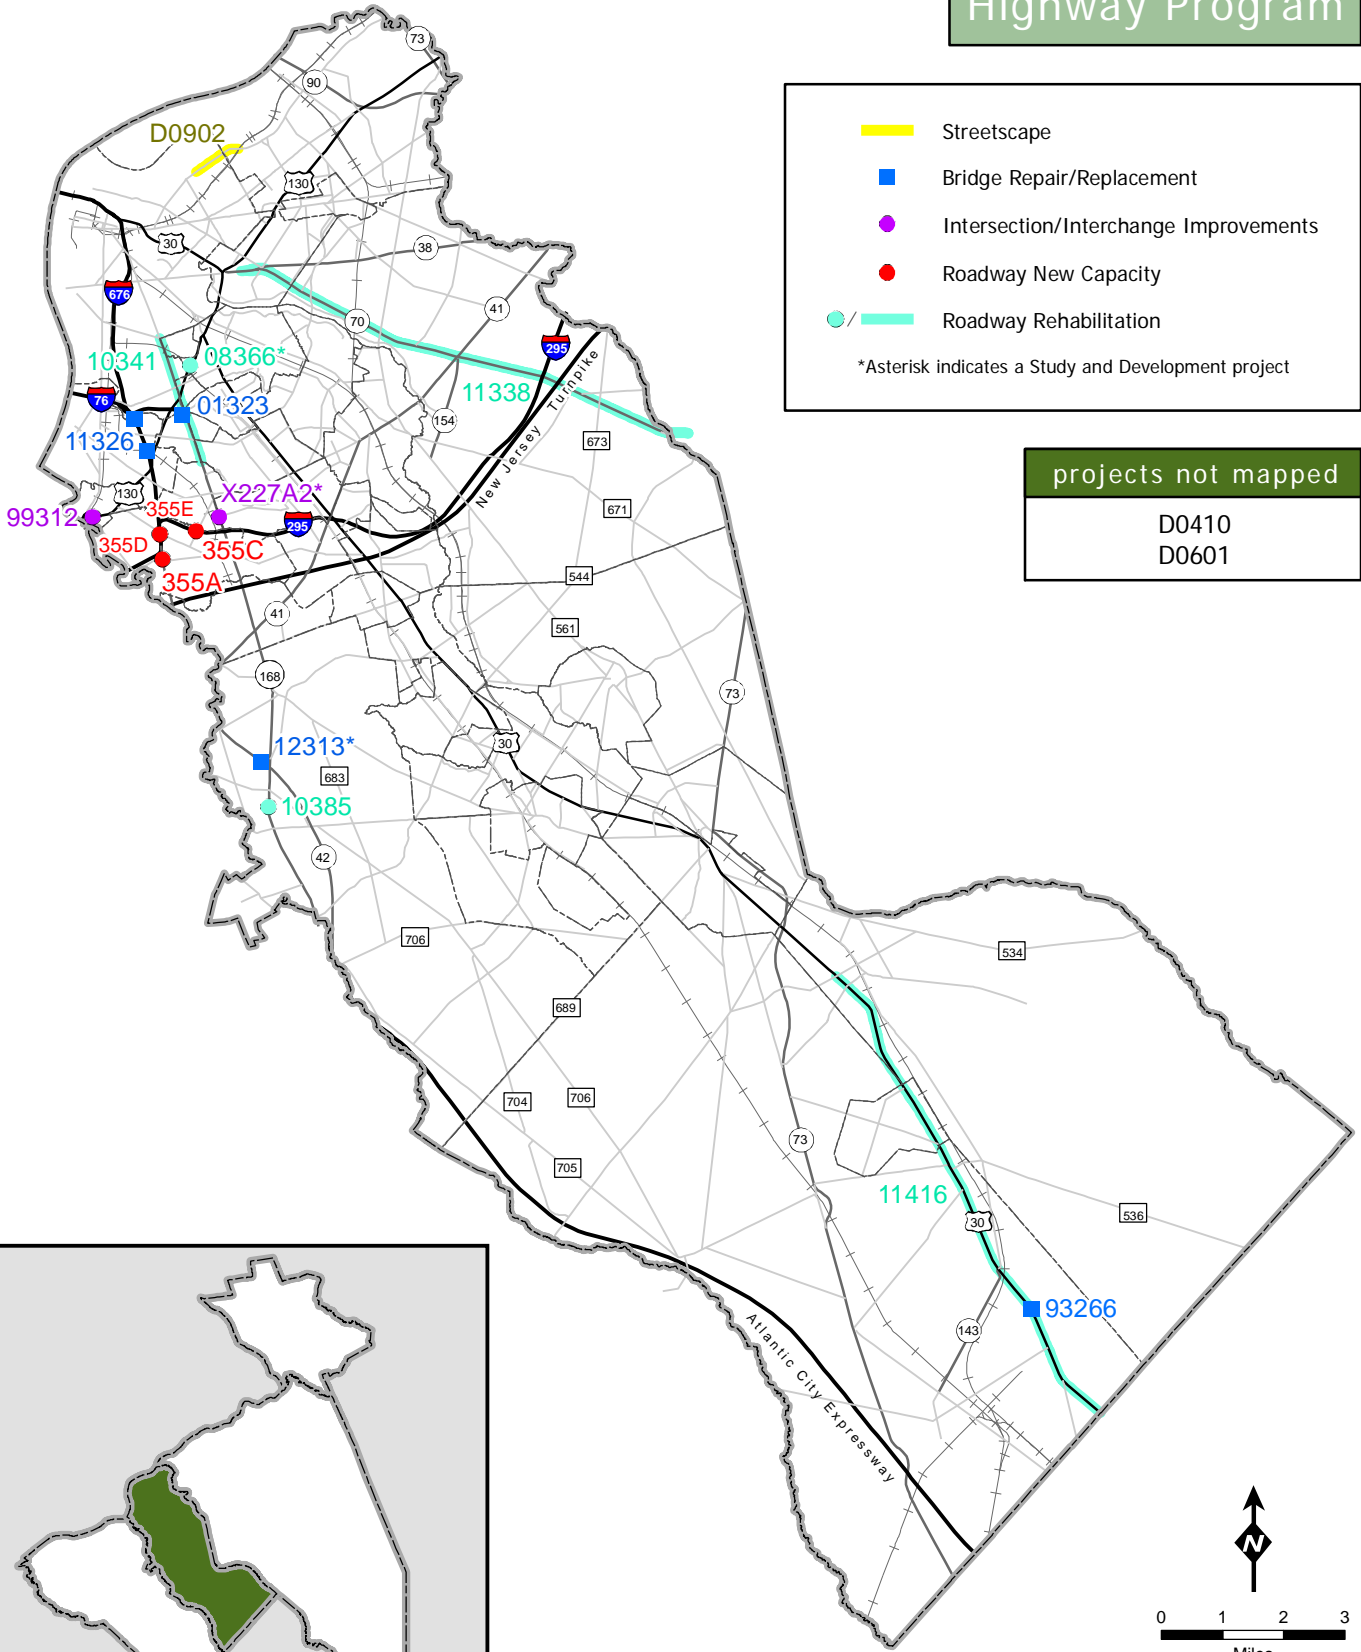 Highway Program
Streetscape
Bridge Repair/Replacement
Intersection/Interchange Improvements
Roadway New Capacity
/ Roadway Rehabilitation
*Asterisk indicates a Study and Development project
projects not mapped
D0410
D0601
73
90
D0902
130
30
38
676
41
70
295
10341
08366*
New Jersey Turnpike
11338
76
01323
154
11326
673
130
X227A2*
671
99312
355E
295
355D
355C
355A
544
41
561
168
73
30
12313*
683
10385
42
706
534
689
704
706
73
705
11416
30
536
93266
143
Atlantic City Expressway
N
0 1 2 3
Miles